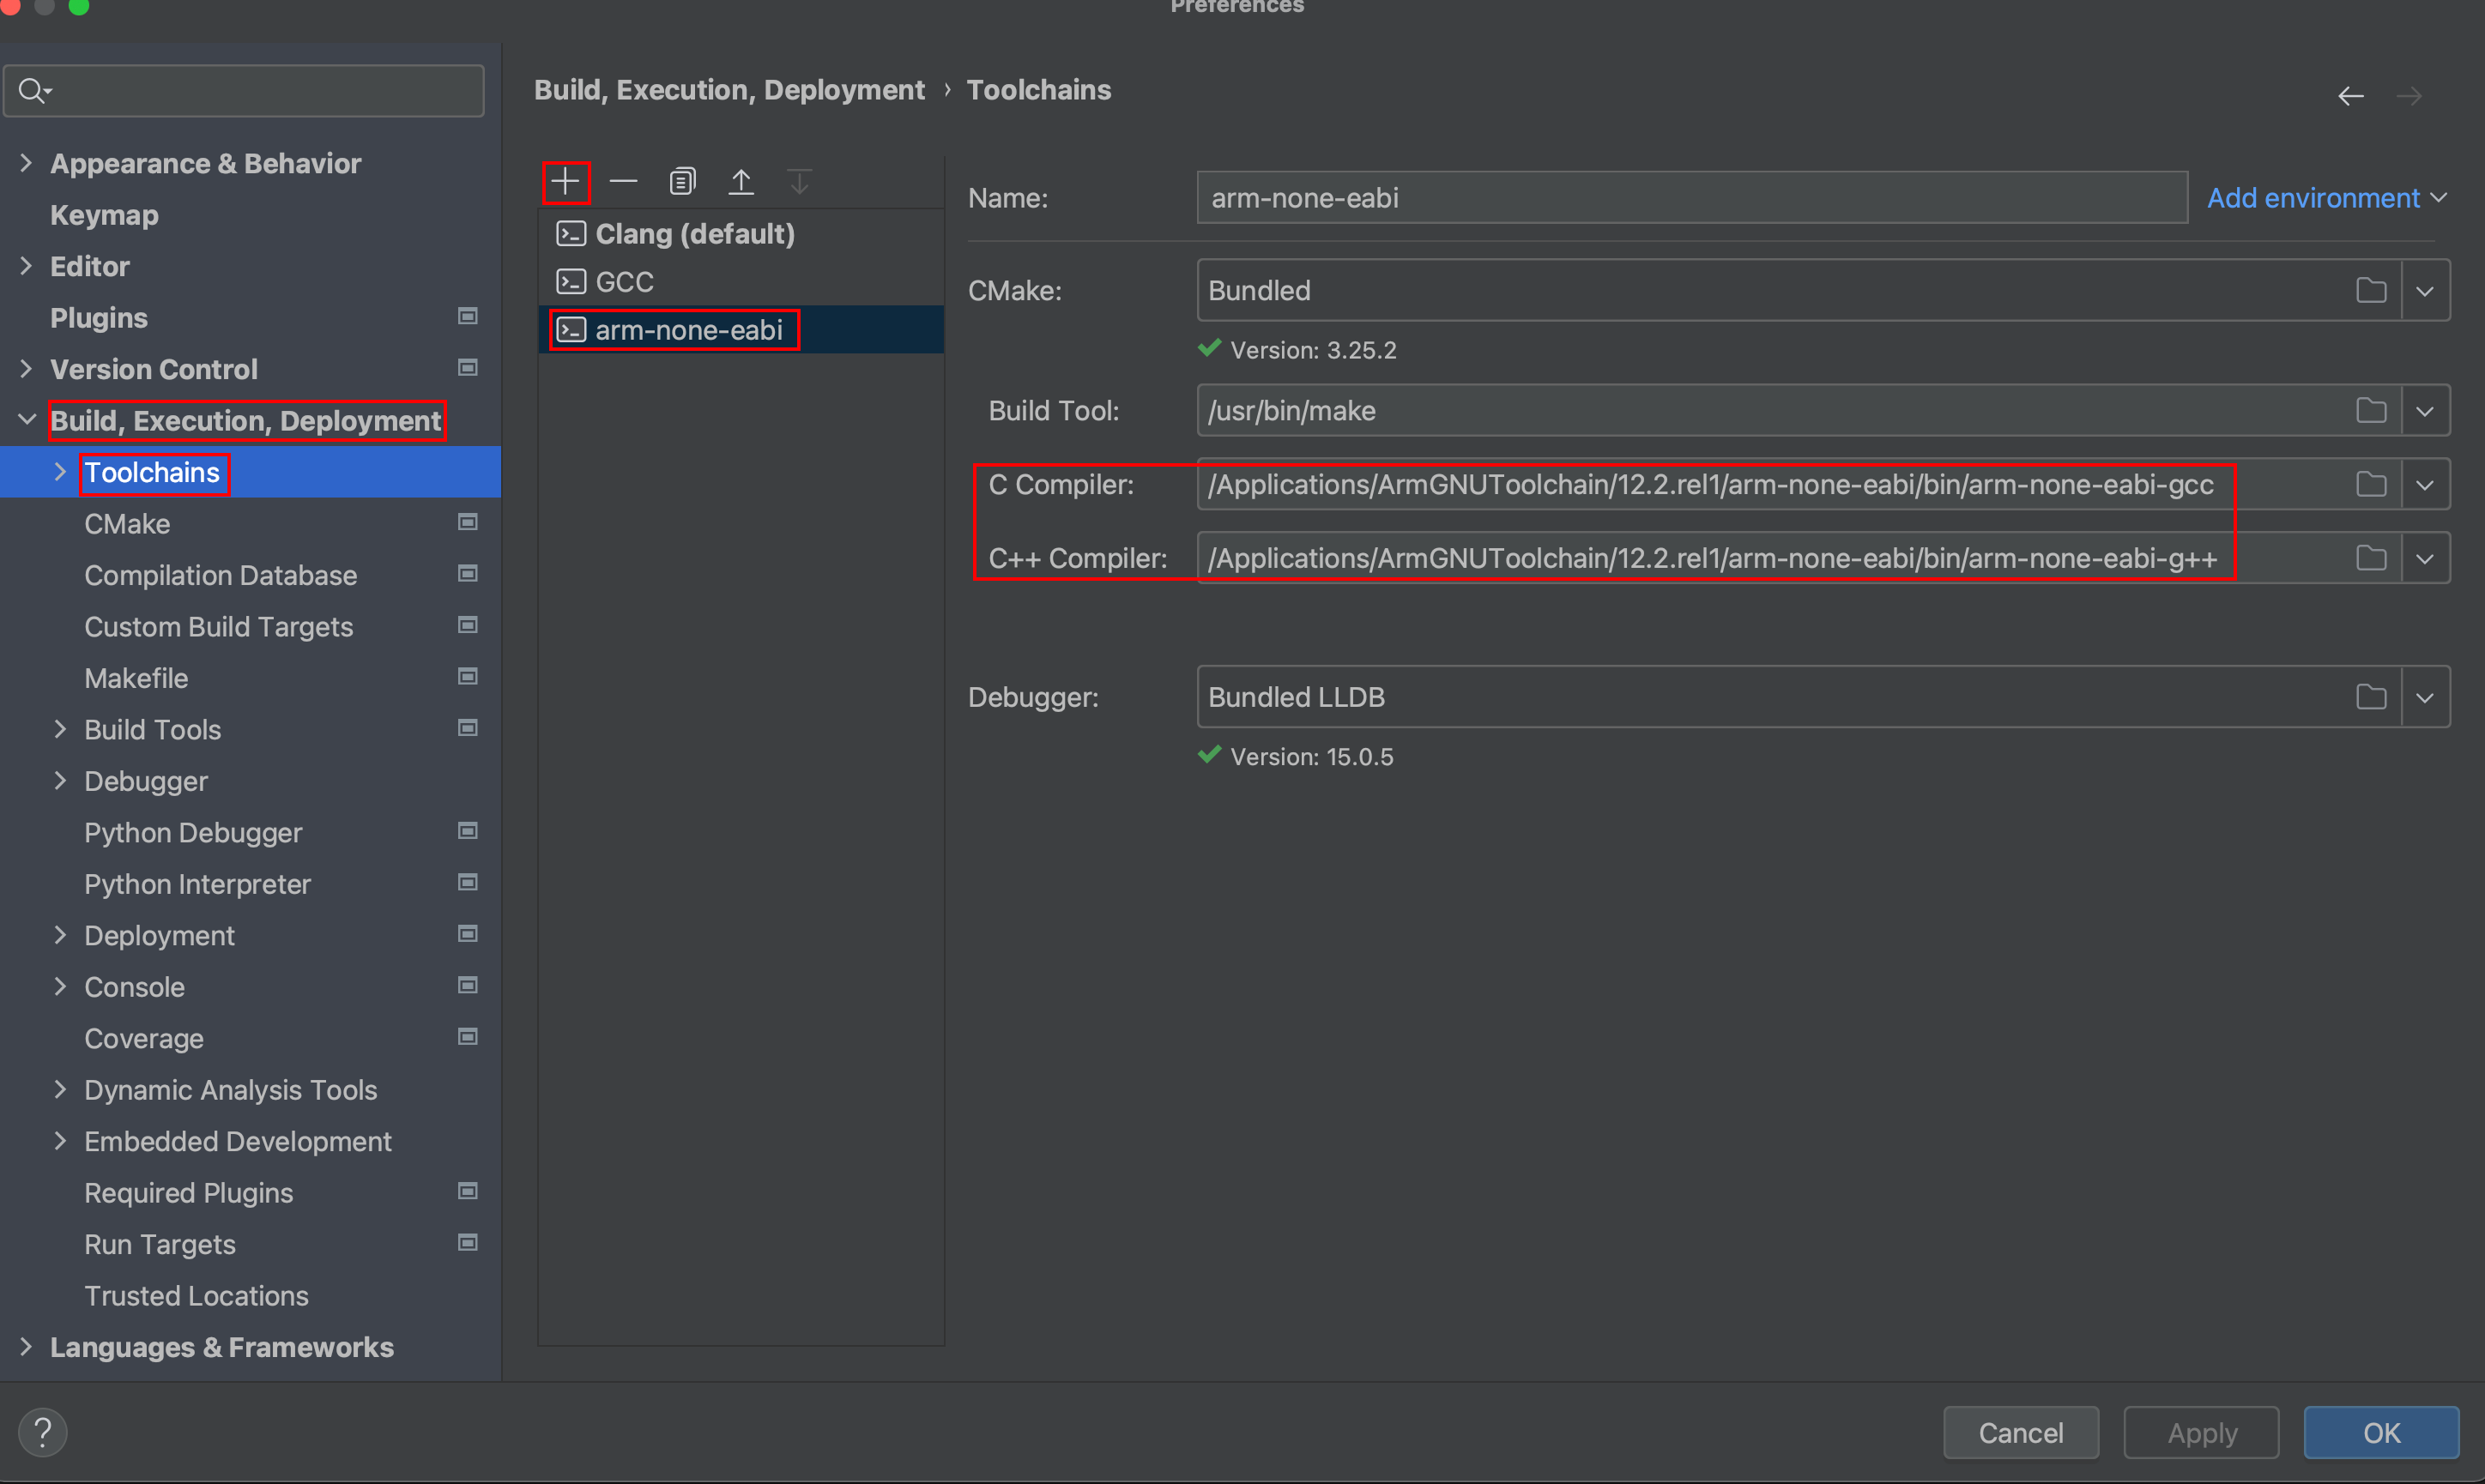 Preferences
Appearance & Behavior
Keymap
Editor
Plugins
Version Control
Build, Execution, Deployment
Toolchains
CMake
Compilation Database
Custom Build Targets
Makefile
Build Tools
Debugger
Python Debugger
Python Interpreter
Deployment
Console
Coverage
Dynamic Analysis Tools
Embedded Development
Required Plugins
Run Targets
Trusted Locations
Languages & Frameworks
Build, Execution, Deployment › Toolchains
Clang (default)
GCC
arm-none-eabi
Name: arm-none-eabi Add environment
CMake: Bundled
Version: 3.25.2
Build Tool: /usr/bin/make
C Compiler: /Applications/ArmGNUToolchain/12.2.rel1/arm-none-eabi/bin/arm-none-eabi-gcc
C++ Compiler: /Applications/ArmGNUToolchain/12.2.rel1/arm-none-eabi/bin/arm-none-eabi-g++
Debugger: Bundled LLDB
Version: 15.0.5
? Cancel Apply OK